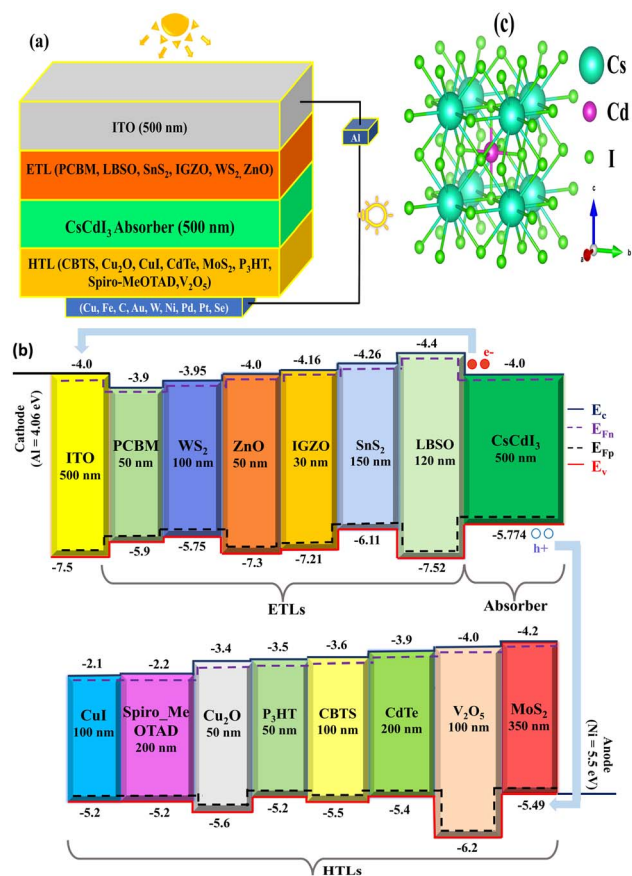 (a)
ITO (500 nm)
ETL (PCBM, LBSO, SnS₂, IGZO, WS₂, ZnO)
CsCdI₃ Absorber (500 nm)
HTL (CBTS, Cu₂O, CuI, CdTe, MoS₂, P₃HT,
Spiro-MeOTAD,V₂O₅)
(Cu, Fe, C, Au, W, Ni, Pd, Pt, Se)
Al
(c)
Cs
Cd
I
c
a
b
(b)
Cathode
(Al = 4.06 eV)
-4.0 -3.9 -3.95 -4.0 -4.16 -4.26 -4.4 e- -4.0
ITO
500 nm
PCBM
50 nm
WS₂
100 nm
ZnO
50 nm
IGZO
30 nm
SnS₂
150 nm
LBSO
120 nm
CsCdI₃
500 nm
E_c
E_Fn
E_Fp
E_v
-7.5 -5.9 -5.75 -7.3 -7.21 -6.11 -7.52 -5.774
h+
ETLs
Absorber
-2.1 -2.2 -3.4 -3.5 -3.6 -3.9 -4.0 -4.2
CuI
100 nm
Spiro_Me
OTAD
200 nm
Cu₂O
50 nm
P₃HT
50 nm
CBTS
100 nm
CdTe
200 nm
V₂O₅
100 nm
MoS₂
350 nm
Anode
(Ni = 5.5 eV)
-5.2 -5.2 -5.6 -5.2 -5.5 -5.4 -6.2 -5.49
HTLs